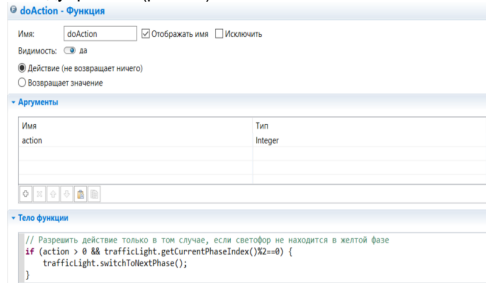 doAction - Функция
Имя: doAction Отображать имя Исключить
Видимость: да
Действие (не возвращает ничего)
Возвращает значение
Аргументы
Имя Тип
action Integer
Тело функции
// Разрешить действие только в том случае, если светофор не находится в желтой фазе
if (action > 0 && trafficLight.getCurrentPhaseIndex()%2==0) {
trafficLight.switchToNextPhase();
}